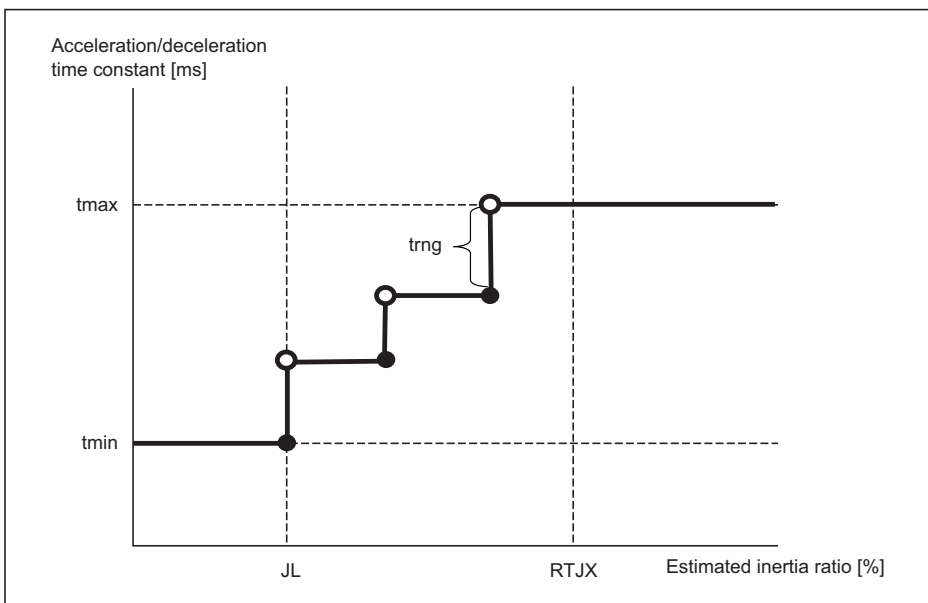 Acceleration/deceleration
time constant [ms]
tmax
trng
tmin
JL
RTJX
Estimated inertia ratio [%]